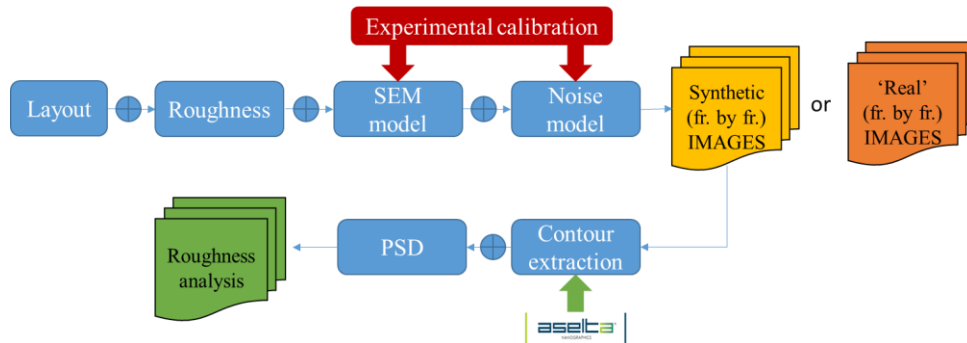 Experimental calibration
Layout
Roughness
SEM
model
Noise
model
Synthetic
(fr. by fr.)
IMAGES
or
‘Real’
(fr. by fr.)
IMAGES
Roughness
analysis
PSD
Contour
extraction
aselta
NANOGRAPHICS